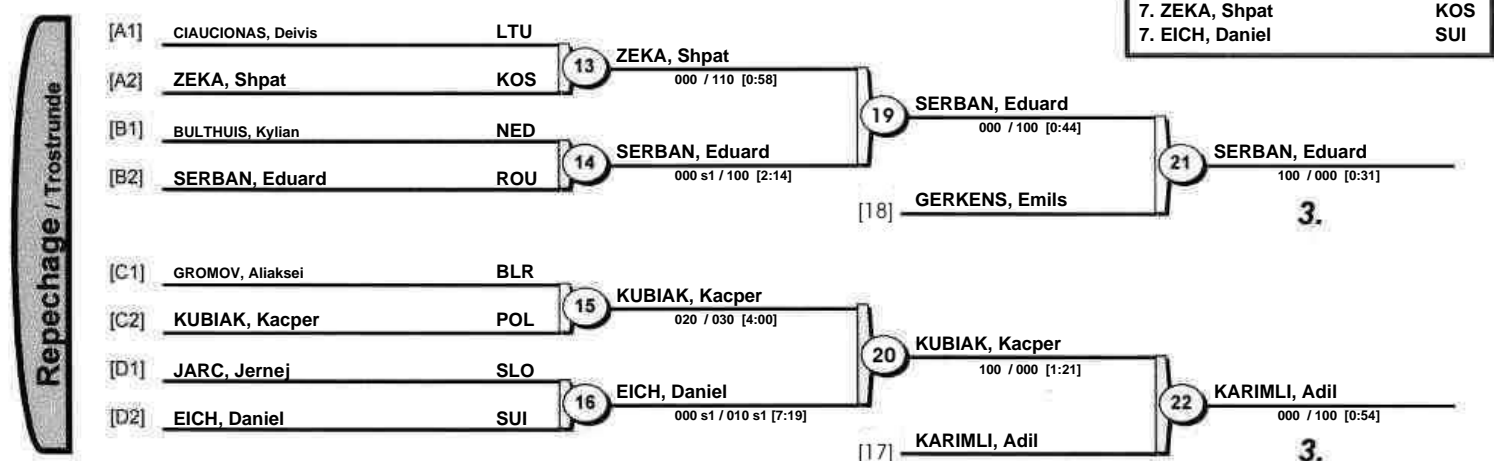 7. ZEKA, Shpat KOS
7. EICH, Daniel SUI
Repechage / Trostrunde
[A1] CIAUCIONAS, Deivis LTU
[A2] ZEKA, Shpat KOS
13 ZEKA, Shpat
000 / 110 [0:58]
[B1] BULTHUIS, Kylian NED
[B2] SERBAN, Eduard ROU
14 SERBAN, Eduard
000 s1 / 100 [2:14]
19 SERBAN, Eduard
000 / 100 [0:44]
[18] GERKENS, Emils
21 SERBAN, Eduard
100 / 000 [0:31]
3.
[C1] GROMOV, Aliaksei BLR
[C2] KUBIAK, Kacper POL
15 KUBIAK, Kacper
020 / 030 [4:00]
[D1] JARC, Jernej SLO
[D2] EICH, Daniel SUI
16 EICH, Daniel
000 s1 / 010 s1 [7:19]
20 KUBIAK, Kacper
100 / 000 [1:21]
[17] KARIMLI, Adil
22 KARIMLI, Adil
000 / 100 [0:54]
3.